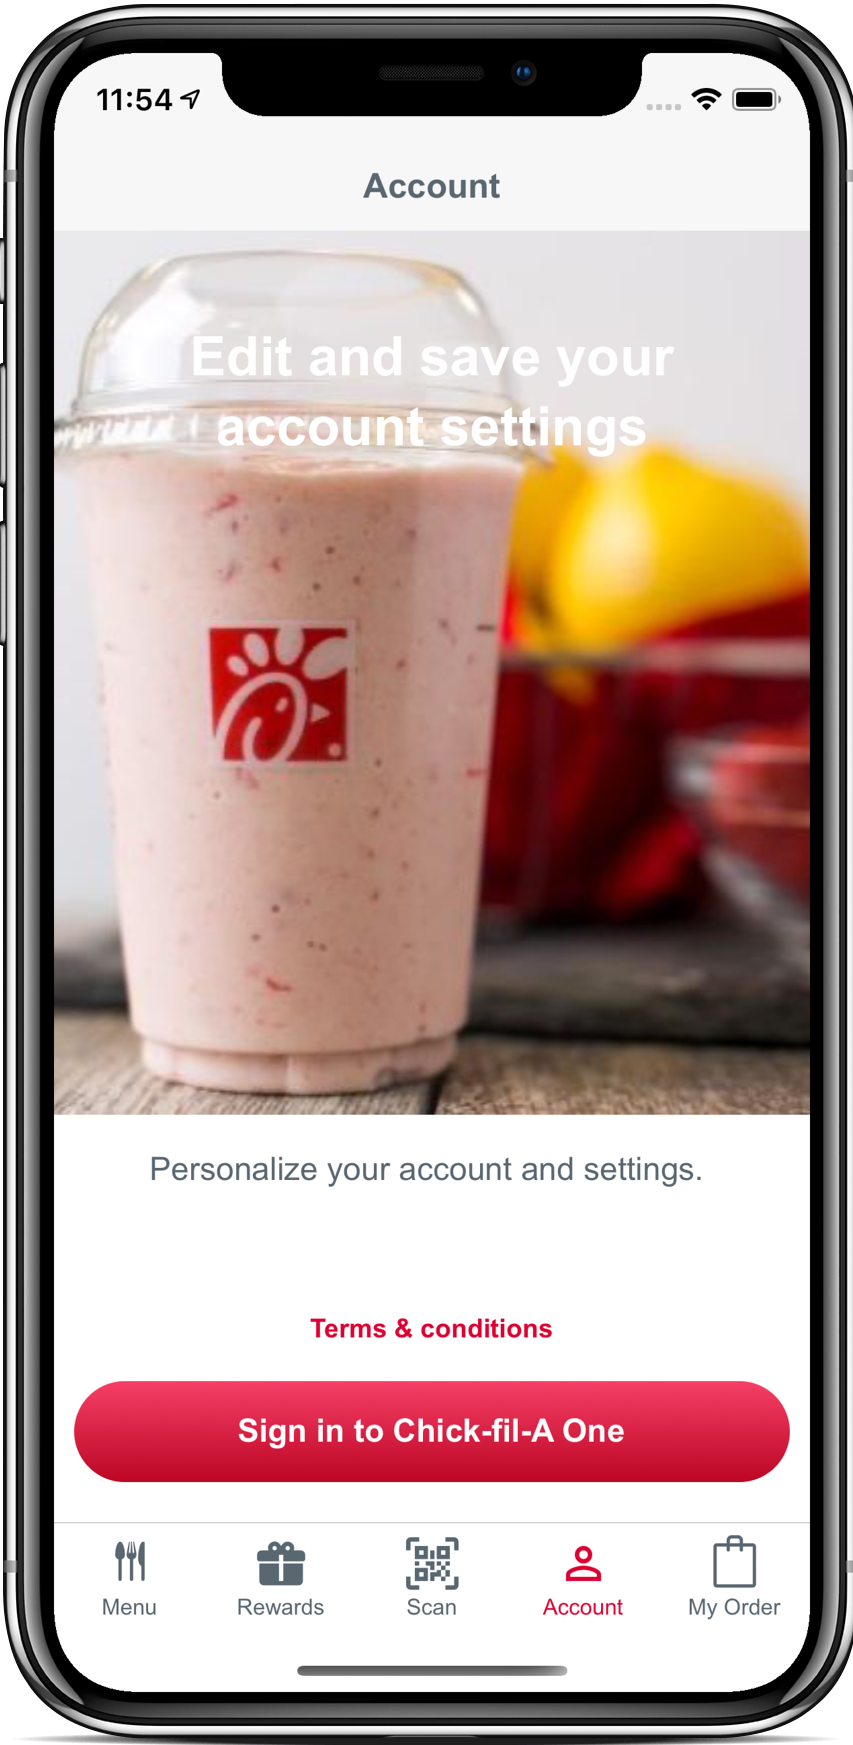 11:54
Account
Edit and save your
account settings
Personalize your account and settings.
Terms & conditions
Sign in to Chick-fil-A One
Menu
Rewards
Scan
Account
My Order